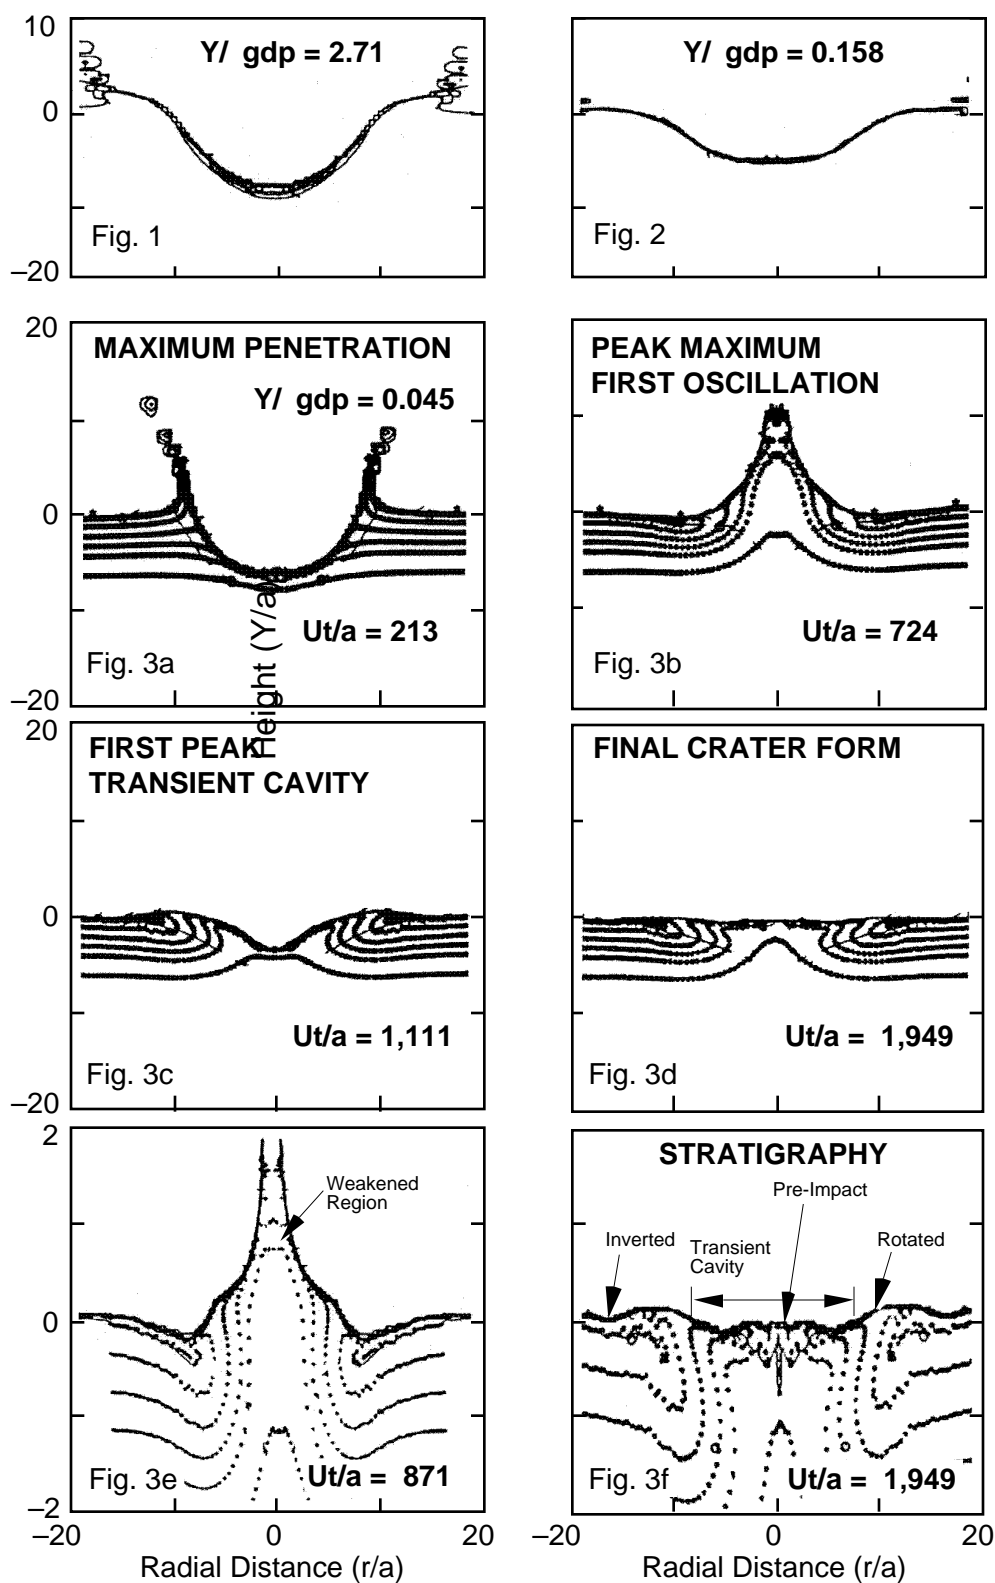 10
Y/ gdp = 2.71
0
Fig. 1
–20
Y/ gdp = 0.158
Fig. 2
20
MAXIMUM PENETRATION
Y/ gdp = 0.045
0
Ut/a = 213
Fig. 3a
–20
PEAK MAXIMUM
FIRST OSCILLATION
Ut/a = 724
Fig. 3b
Height (Y/a)
20
FIRST PEAK
TRANSIENT CAVITY
0
Ut/a = 1,111
Fig. 3c
–20
FINAL CRATER FORM
Ut/a = 1,949
Fig. 3d
2
Weakened
Region
0
Fig. 3e
Ut/a = 871
–2
–20
0
20
Radial Distance (r/a)
STRATIGRAPHY
Pre-Impact
Inverted
Transient
Cavity
Rotated
Fig. 3f
Ut/a = 1,949
–20
0
20
Radial Distance (r/a)